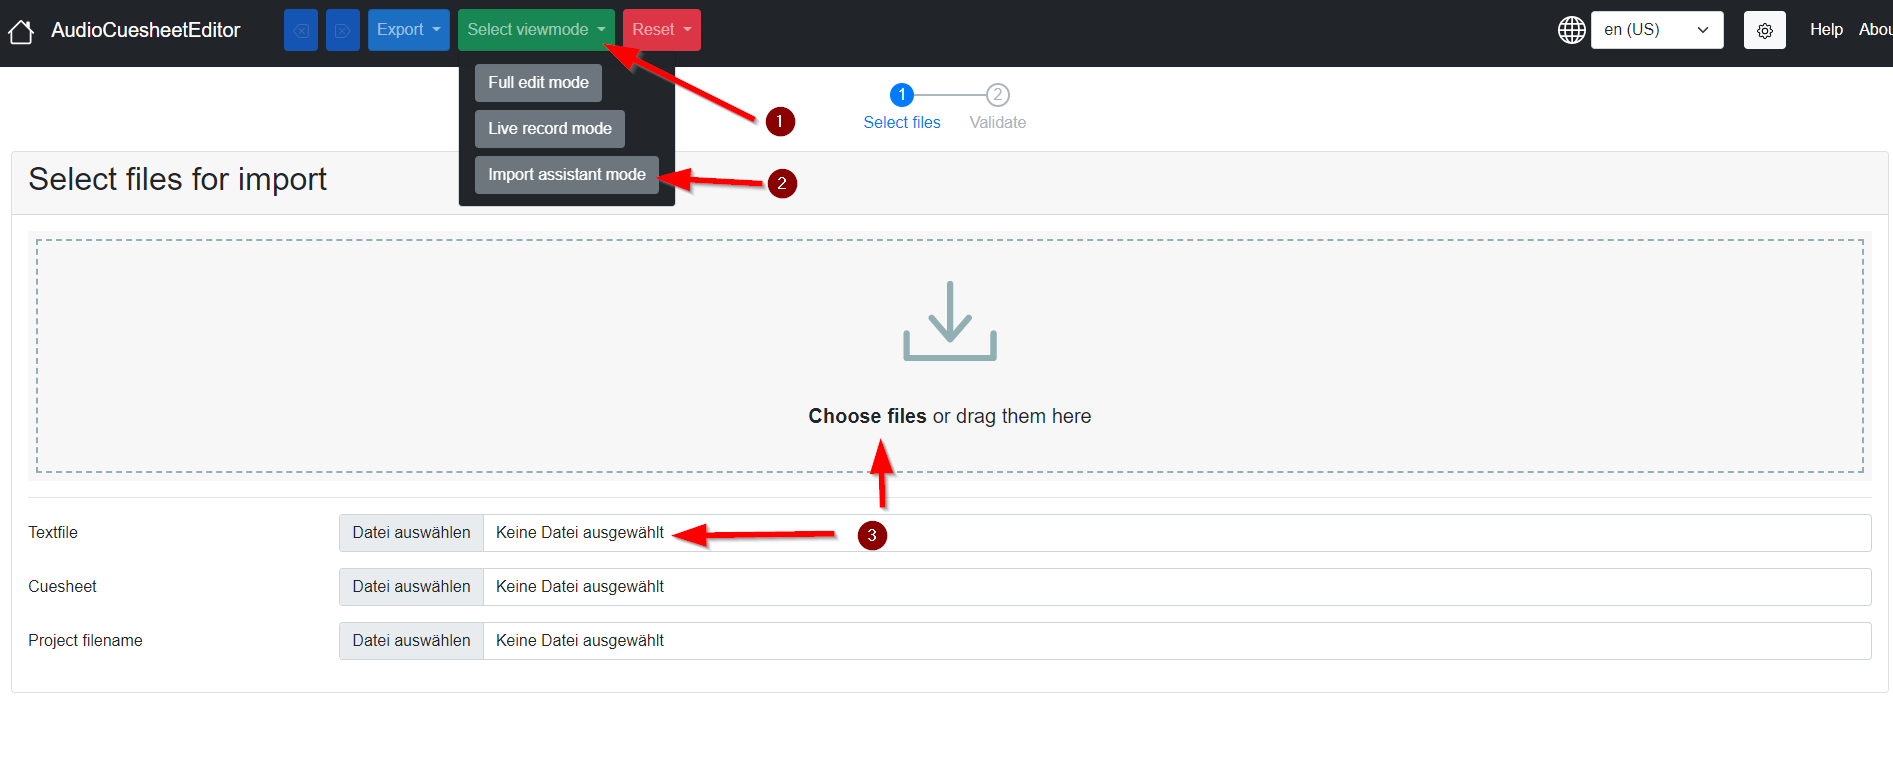 AudioCuesheetEditor
Export
Select viewmode
Reset
en (US)
Help
Abou
Full edit mode
Live record mode
Import assistant mode
1
2
1
2
Select files
Validate
Select files for import
Choose files or drag them here
3
Textfile
Datei auswählen
Keine Datei ausgewählt
Cuesheet
Datei auswählen
Keine Datei ausgewählt
Project filename
Datei auswählen
Keine Datei ausgewählt